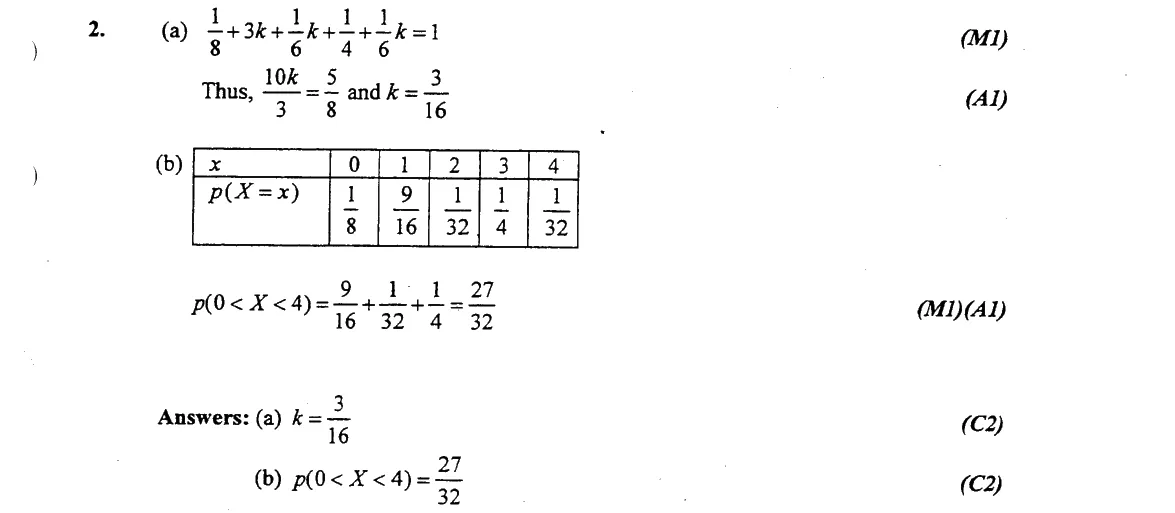 2. (a) 1/8 + 3k + 1/6 k + 1/4 + 1/6 k = 1 (M1)
Thus, 10k/3 = 5/8 and k = 3/16 (A1)
(b) x 0 1 2 3 4
p(X = x) 1/8 9/16 1/32 1/4 1/32
p(0 < X < 4) = 9/16 + 1/32 + 1/4 = 27/32 (M1)(A1)
Answers: (a) k = 3/16 (C2)
(b) p(0 < X < 4) = 27/32 (C2)